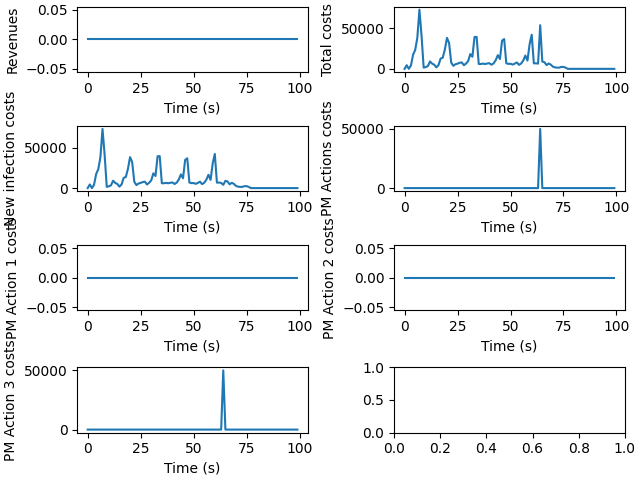 Revenues
0.05
0.00
−0.05
0 25 50 75 100
Time (s)
Total costs
50000
0
0 25 50 75 100
Time (s)
New infection costs
50000
0
0 25 50 75 100
Time (s)
PM Actions costs
50000
0
0 25 50 75 100
Time (s)
PM Action 1 costs
0.05
0.00
−0.05
0 25 50 75 100
Time (s)
PM Action 2 costs
0.05
0.00
−0.05
0 25 50 75 100
Time (s)
PM Action 3 costs
50000
0
0 25 50 75 100
Time (s)
1.0
0.5
0.0
0.0 0.2 0.4 0.6 0.8 1.0